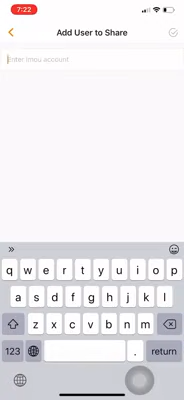 7:22
Add User to Share
Enter Imou account
q w e r t y u i o p
a s d f g h j k l
z x c v b n m
123 . return